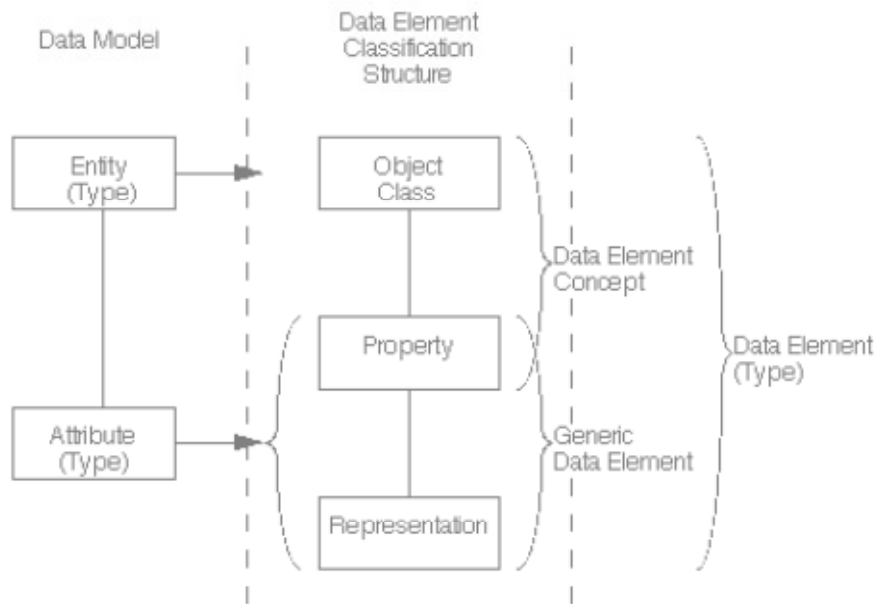 Data Model
Data Element
Classification
Structure
Entity
(Type)
Object
Class
Data Element
Concept
Property
Data Element
(Type)
Attribute
(Type)
Generic
Data Element
Representation